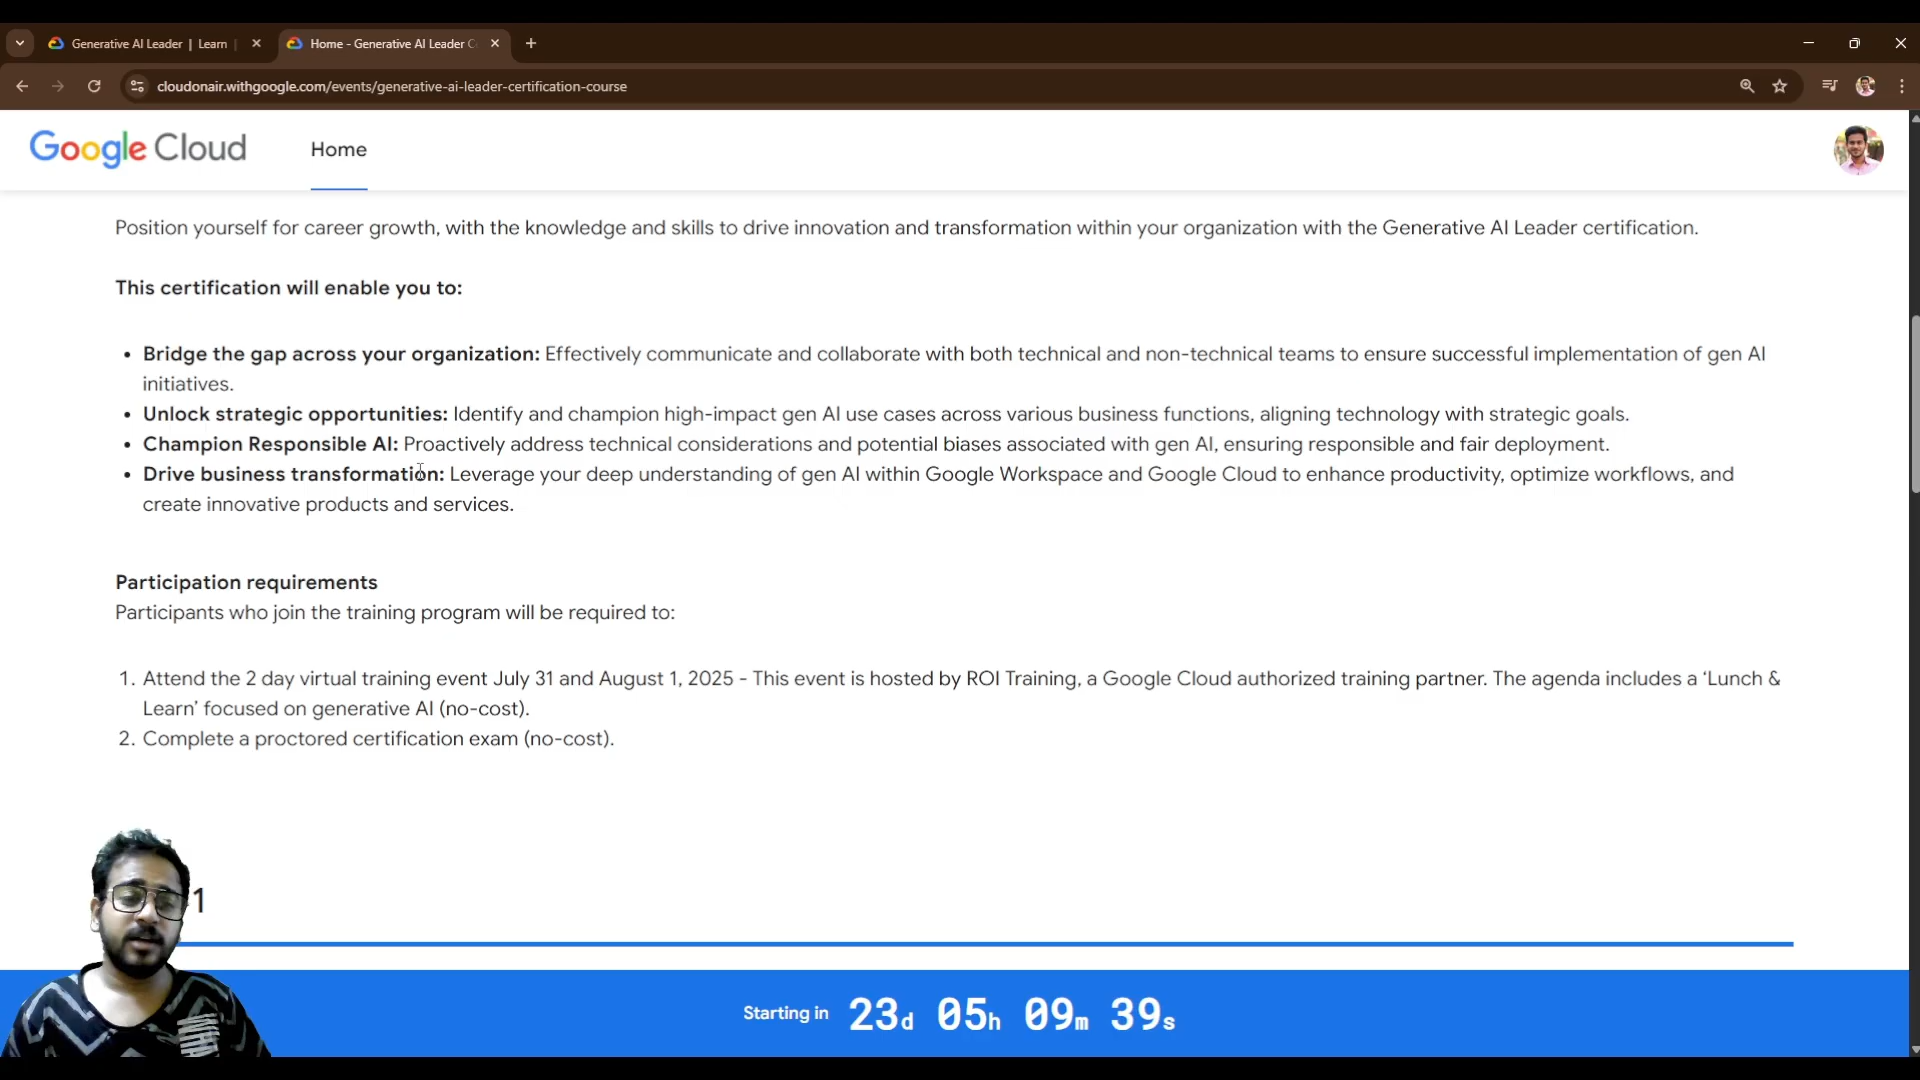 Generative AI Leader | Learn
Home - Generative AI Leader C
cloudonair.withgoogle.com/events/generative-ai-leader-certification-course
Google Cloud
Home
Position yourself for career growth, with the knowledge and skills to drive innovation and transformation within your organization with the Generative AI Leader certification.
This certification will enable you to:
• Bridge the gap across your organization: Effectively communicate and collaborate with both technical and non-technical teams to ensure successful implementation of gen AI
initiatives.
• Unlock strategic opportunities: Identify and champion high-impact gen AI use cases across various business functions, aligning technology with strategic goals.
• Champion Responsible AI: Proactively address technical considerations and potential biases associated with gen AI, ensuring responsible and fair deployment.
• Drive business transformation: Leverage your deep understanding of gen AI within Google Workspace and Google Cloud to enhance productivity, optimize workflows, and
create innovative products and services.
Participation requirements
Participants who join the training program will be required to:
1. Attend the 2 day virtual training event July 31 and August 1, 2025 - This event is hosted by ROI Training, a Google Cloud authorized training partner. The agenda includes a ‘Lunch &
Learn’ focused on generative AI (no-cost).
2. Complete a proctored certification exam (no-cost).
1
Starting in 23d 05h 09m 39s